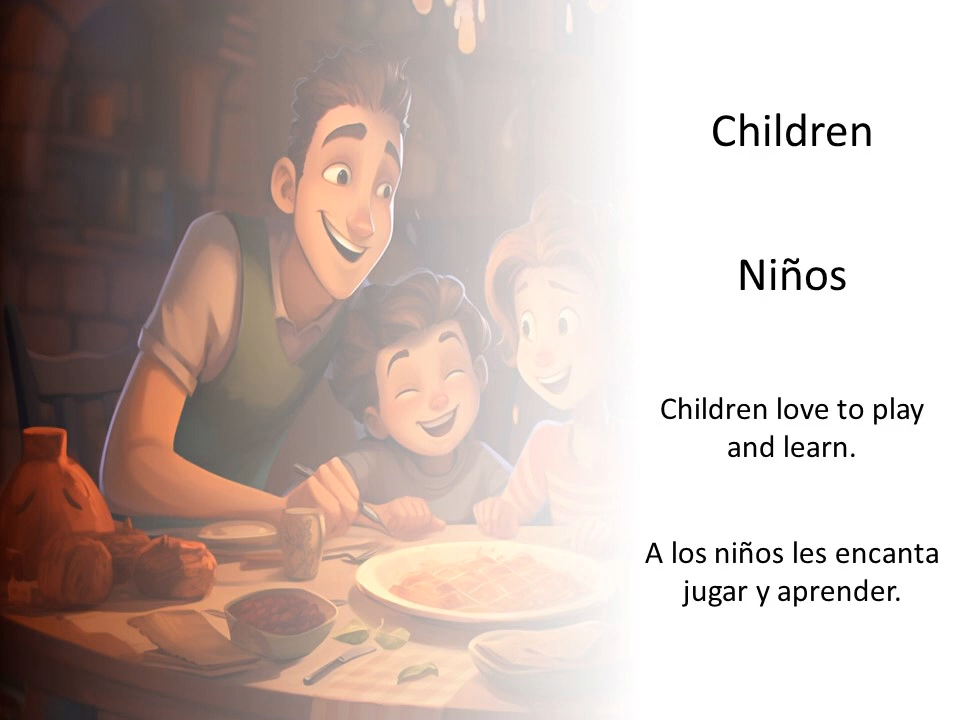 Children
Niños
Children love to play
and learn.
A los niños les encanta
jugar y aprender.